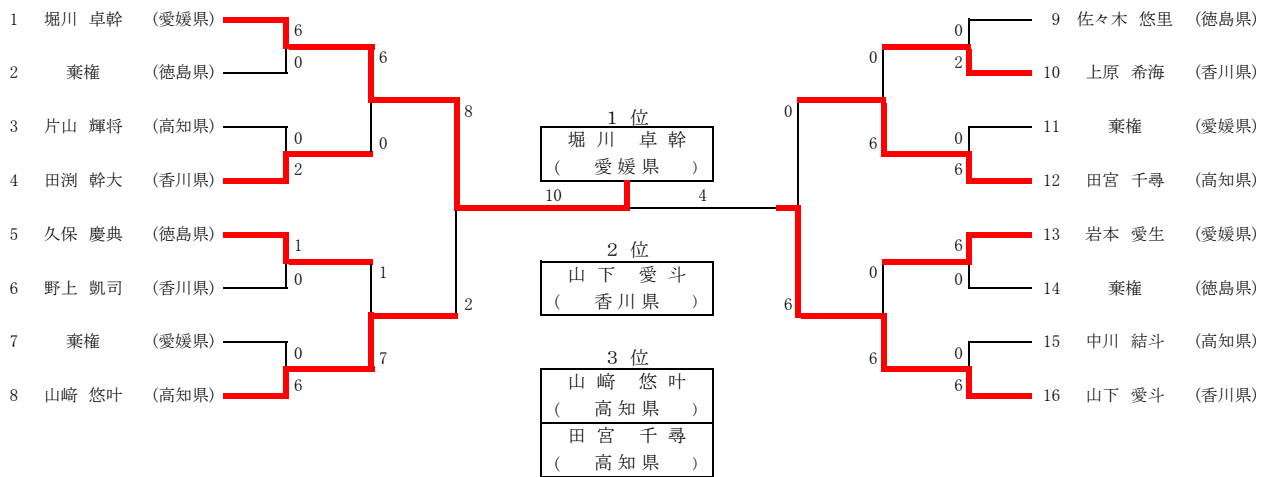 1 堀川 卓幹 (愛媛県) 6
2 棄権 (徳島県) 0
6
3 片山 輝将 (高知県) 0
4 田渕 幹大 (香川県) 2
0
8
5 久保 慶典 (徳島県) 1
6 野上 凱司 (香川県) 0
1
7 棄権 (愛媛県) 0
8 山﨑 悠叶 (高知県) 6
7
2
10
1 位
堀川 卓幹
( 愛媛県 )
2 位
山下 愛斗
( 香川県 )
3 位
山﨑 悠叶
( 高知県 )
田宮 千尋
( 高知県 )
4
0 9 佐々木 悠里 (徳島県)
2 10 上原 希海 (香川県)
0
0 11 棄権 (愛媛県)
6 12 田宮 千尋 (高知県)
6
0
6 13 岩本 愛生 (愛媛県)
0 14 棄権 (徳島県)
0
0 15 中川 結斗 (高知県)
6 16 山下 愛斗 (香川県)
6
6